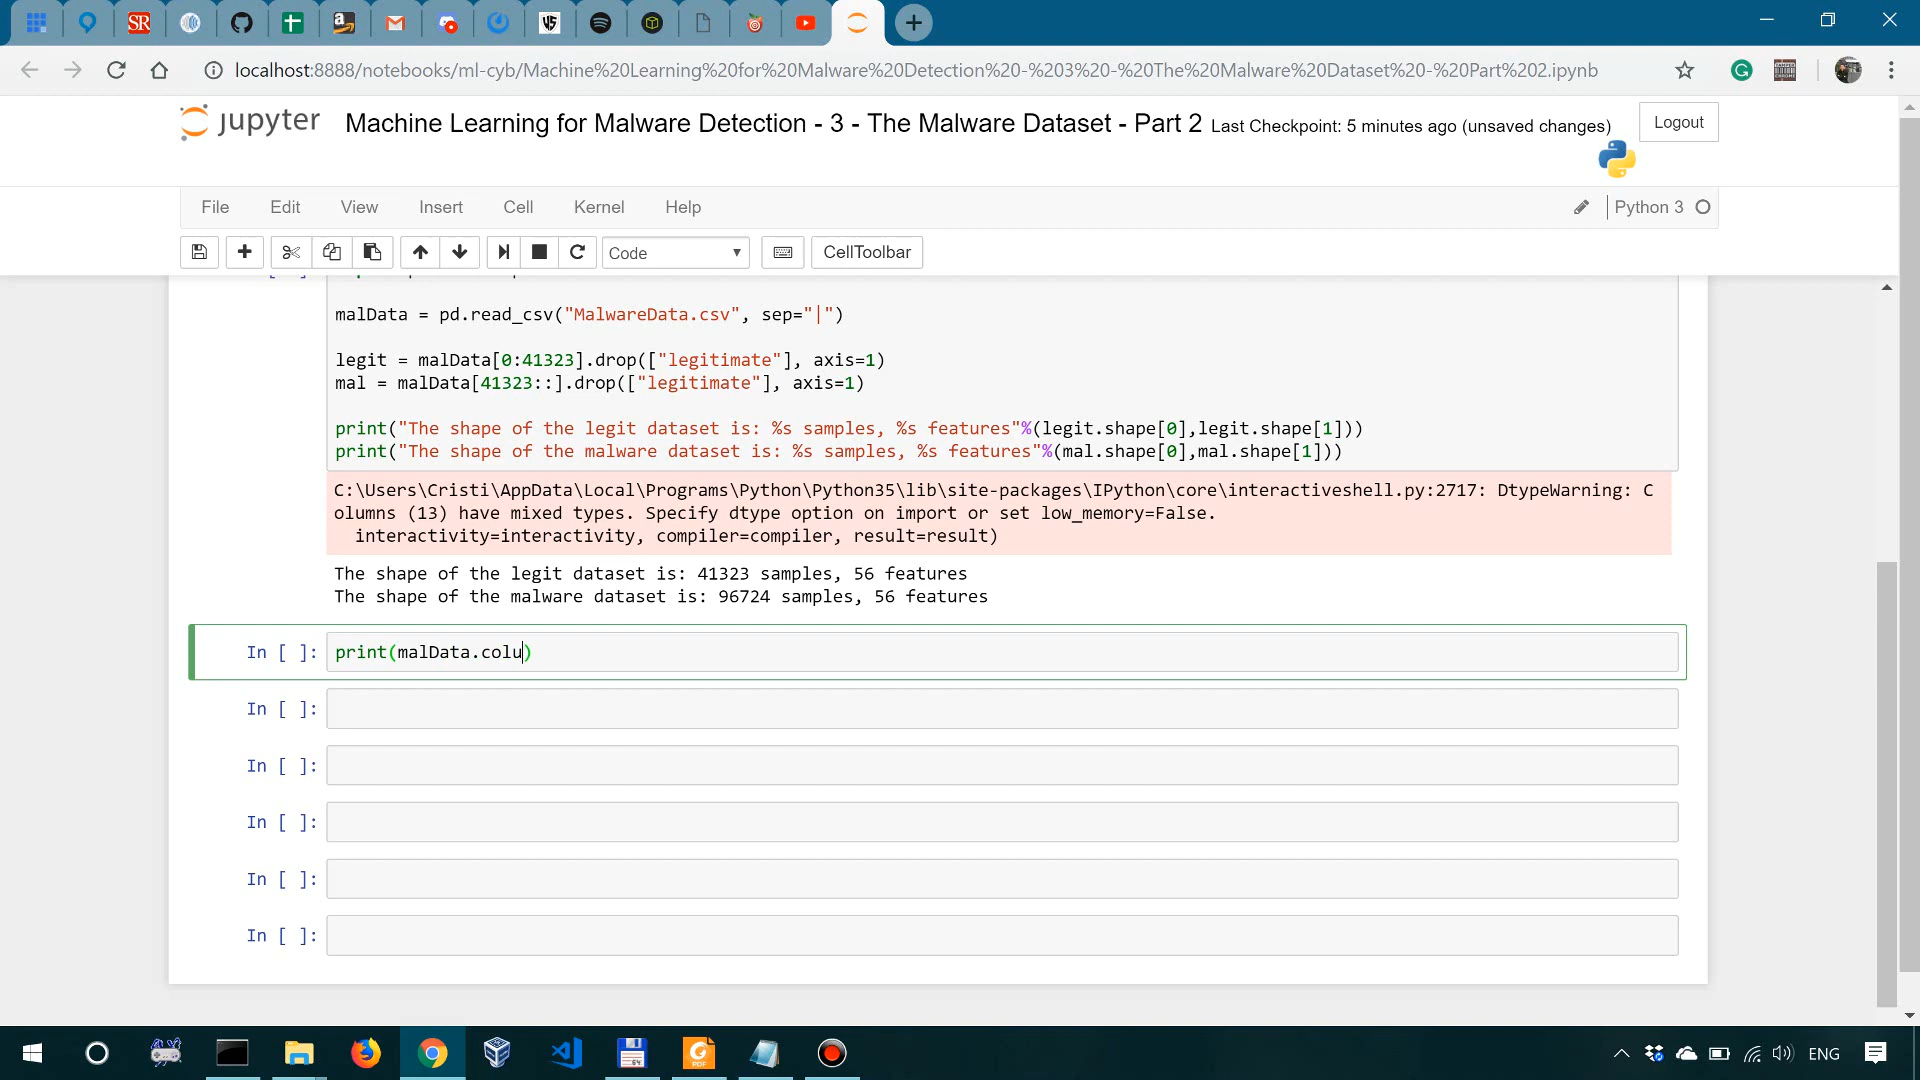 SR
localhost:8888/notebooks/ml-cyb/Machine%20Learning%20for%20Malware%20Detection%20-%203%20-%20The%20Malware%20Dataset%20-%20Part%202.ipynb
jupyter Machine Learning for Malware Detection - 3 - The Malware Dataset - Part 2 Last Checkpoint: 5 minutes ago (unsaved changes) Logout
File Edit View Insert Cell Kernel Help Python 3
Code CellToolbar
malData = pd.read_csv("MalwareData.csv", sep="|")
legit = malData[0:41323].drop(["legitimate"], axis=1)
mal = malData[41323::].drop(["legitimate"], axis=1)
print("The shape of the legit dataset is: %s samples, %s features"%(legit.shape[0],legit.shape[1]))
print("The shape of the malware dataset is: %s samples, %s features"%(mal.shape[0],mal.shape[1]))
C:\Users\Cristi\AppData\Local\Programs\Python\Python35\lib\site-packages\IPython\core\interactiveshell.py:2717: DtypeWarning: C
olumns (13) have mixed types. Specify dtype option on import or set low_memory=False.
interactivity=interactivity, compiler=compiler, result=result)
The shape of the legit dataset is: 41323 samples, 56 features
The shape of the malware dataset is: 96724 samples, 56 features
In [ ]: print(malData.colu)
In [ ]:
In [ ]:
In [ ]:
In [ ]:
In [ ]:
ENG